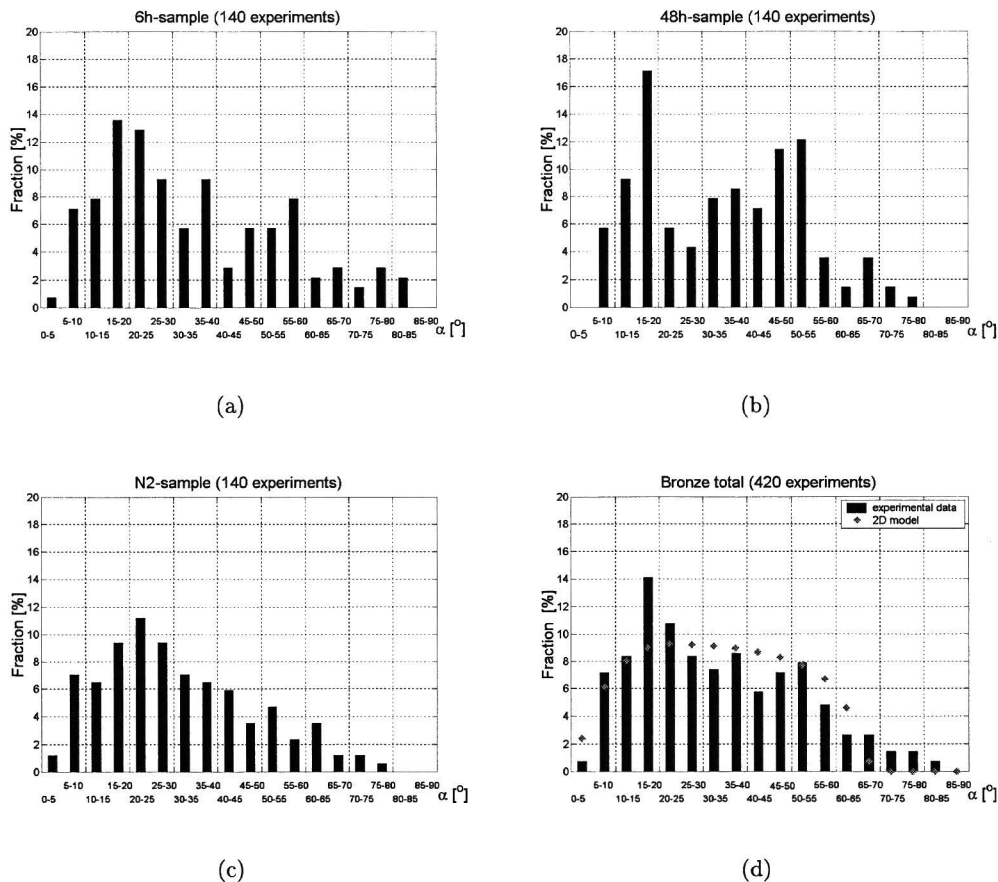 6h-sample (140 experiments)
Fraction [%]
20
18
16
14
12
10
8
6
4
2
0
5-10 15-20 25-30 35-40 45-50 55-60 65-70 75-80 85-90
0-5 10-15 20-25 30-35 40-45 50-55 60-65 70-75 80-85
α [°]
(a)
48h-sample (140 experiments)
Fraction [%]
20
18
16
14
12
10
8
6
4
2
0
5-10 15-20 25-30 35-40 45-50 55-60 65-70 75-80 85-90
0-5 10-15 20-25 30-35 40-45 50-55 60-65 70-75 80-85
α [°]
(b)
N2-sample (140 experiments)
Fraction [%]
20
18
16
14
12
10
8
6
4
2
0
5-10 15-20 25-30 35-40 45-50 55-60 65-70 75-80 85-90
0-5 10-15 20-25 30-35 40-45 50-55 60-65 70-75 80-85
α [°]
(c)
Bronze total (420 experiments)
experimental data
2D model
Fraction [%]
20
18
16
14
12
10
8
6
4
2
0
5-10 15-20 25-30 35-40 45-50 55-60 65-70 75-80 85-90
0-5 10-15 20-25 30-35 40-45 50-55 60-65 70-75 80-85
α [°]
(d)